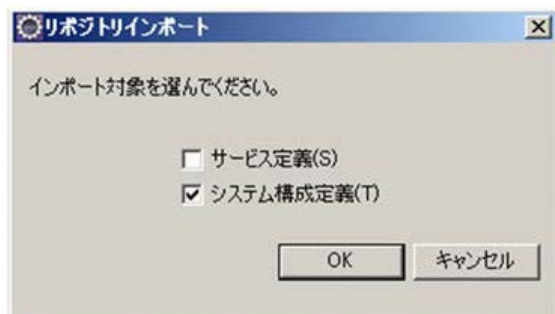 リポジトリインポート
インポート対象を選んでください。
サービス定義(S)
システム構成定義(T)
OK キャンセル